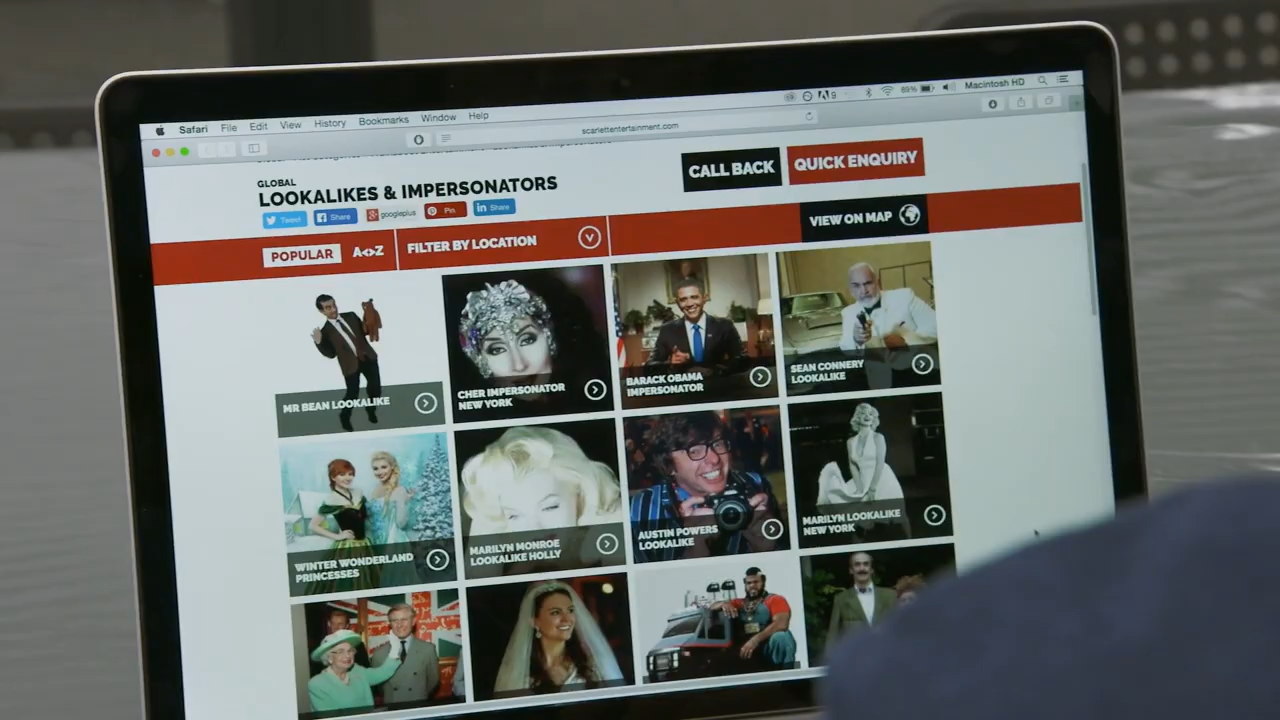 Safari File Edit View History Bookmarks Window Help
9 89% Macintosh HD
scarlettentertainment.com
GLOBAL
LOOKALIKES & IMPERSONATORS
CALL BACK
QUICK ENQUIRY
Tweet Share googleplus Pin Share
POPULAR A<>Z FILTER BY LOCATION
VIEW ON MAP
MR BEAN LOOKALIKE
CHER IMPERSONATOR
NEW YORK
BARACK OBAMA
IMPERSONATOR
SEAN CONNERY
LOOKALIKE
WINTER WONDERLAND
PRINCESSES
MARILYN MONROE
LOOKALIKE HOLLY
AUSTIN POWERS
LOOKALIKE
MARILYN LOOKALIKE
NEW YORK